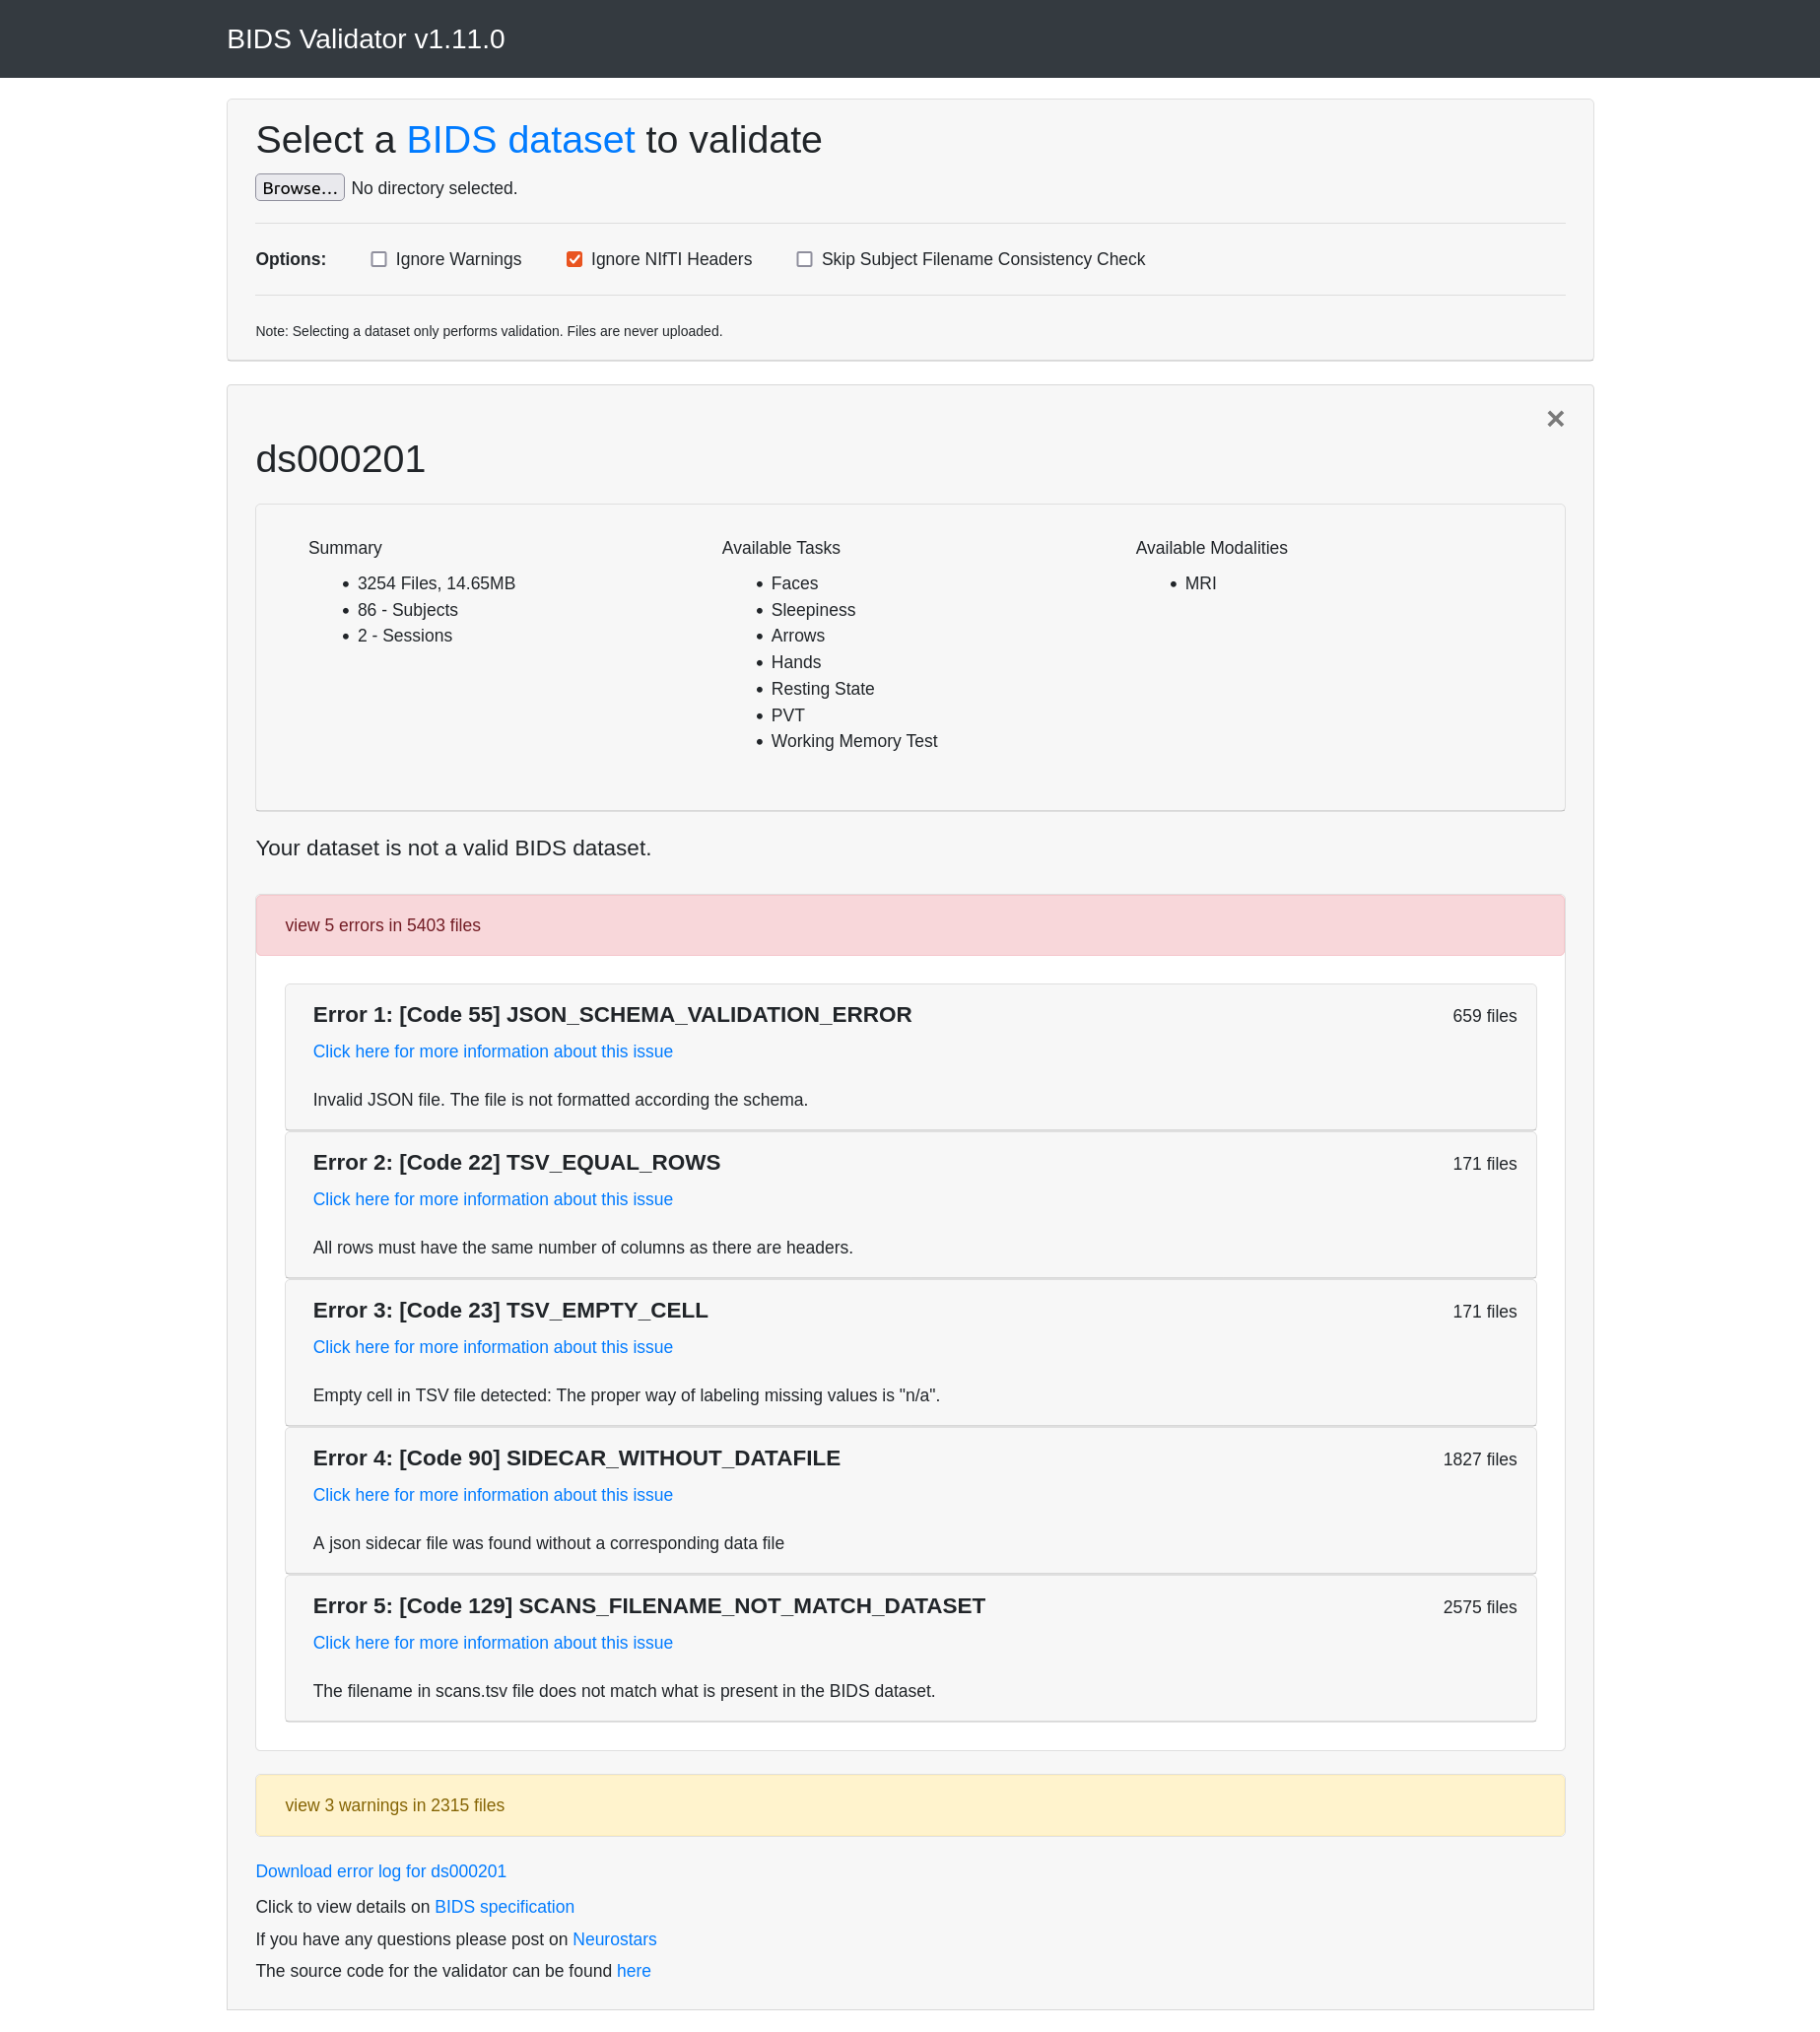 BIDS Validator v1.11.0
Select a BIDS dataset to validate
Browse... No directory selected.
Options: Ignore Warnings Ignore NIfTI Headers Skip Subject Filename Consistency Check
Note: Selecting a dataset only performs validation. Files are never uploaded.
×
ds000201
Summary
3254 Files, 14.65MB
86 - Subjects
2 - Sessions
Available Tasks
Faces
Sleepiness
Arrows
Hands
Resting State
PVT
Working Memory Test
Available Modalities
MRI
Your dataset is not a valid BIDS dataset.
view 5 errors in 5403 files
Error 1: [Code 55] JSON_SCHEMA_VALIDATION_ERROR 659 files
Click here for more information about this issue
Invalid JSON file. The file is not formatted according the schema.
Error 2: [Code 22] TSV_EQUAL_ROWS 171 files
Click here for more information about this issue
All rows must have the same number of columns as there are headers.
Error 3: [Code 23] TSV_EMPTY_CELL 171 files
Click here for more information about this issue
Empty cell in TSV file detected: The proper way of labeling missing values is "n/a".
Error 4: [Code 90] SIDECAR_WITHOUT_DATAFILE 1827 files
Click here for more information about this issue
A json sidecar file was found without a corresponding data file
Error 5: [Code 129] SCANS_FILENAME_NOT_MATCH_DATASET 2575 files
Click here for more information about this issue
The filename in scans.tsv file does not match what is present in the BIDS dataset.
view 3 warnings in 2315 files
Download error log for ds000201
Click to view details on BIDS specification
If you have any questions please post on Neurostars
The source code for the validator can be found here